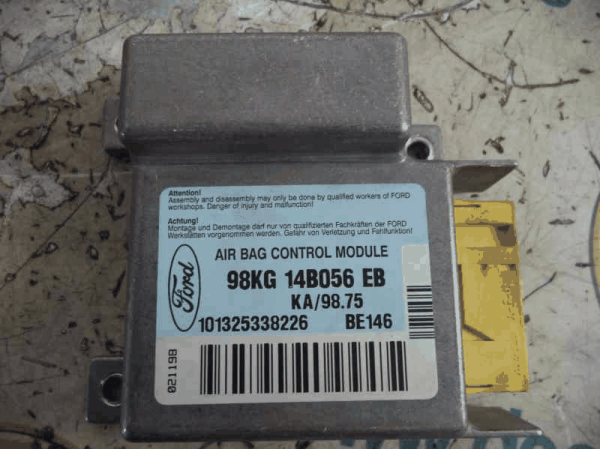 Attention!
Assembly and disassembly may only be done by qualified workers of FORD
workshops. Danger of injury and malfunction!
Achtung!
Montage und Demontage darf nur von qualifizierten Fachkräften der FORD
Werkstätten vorgenommen werden. Gefahr von Verletzung und Fehlfunktion!
AIR BAG CONTROL MODULE
Ford
98KG 14B056 EB
KA/98.75
101325338226 BE146
021198